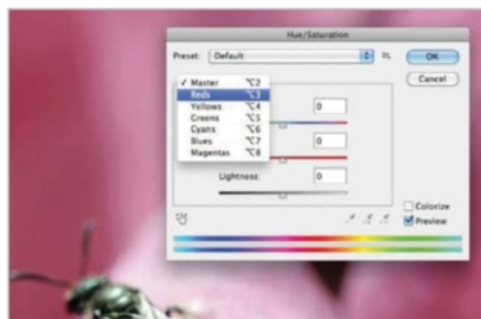 Hue/Saturation
Preset: Default
OK
Cancel
✓ Master ⌥2
Reds ⌥3
Yellows ⌥4
Greens ⌥5
Cyans ⌥6
Blues ⌥7
Magentas ⌥8
0
0
Lightness: 0
Colorize
Preview